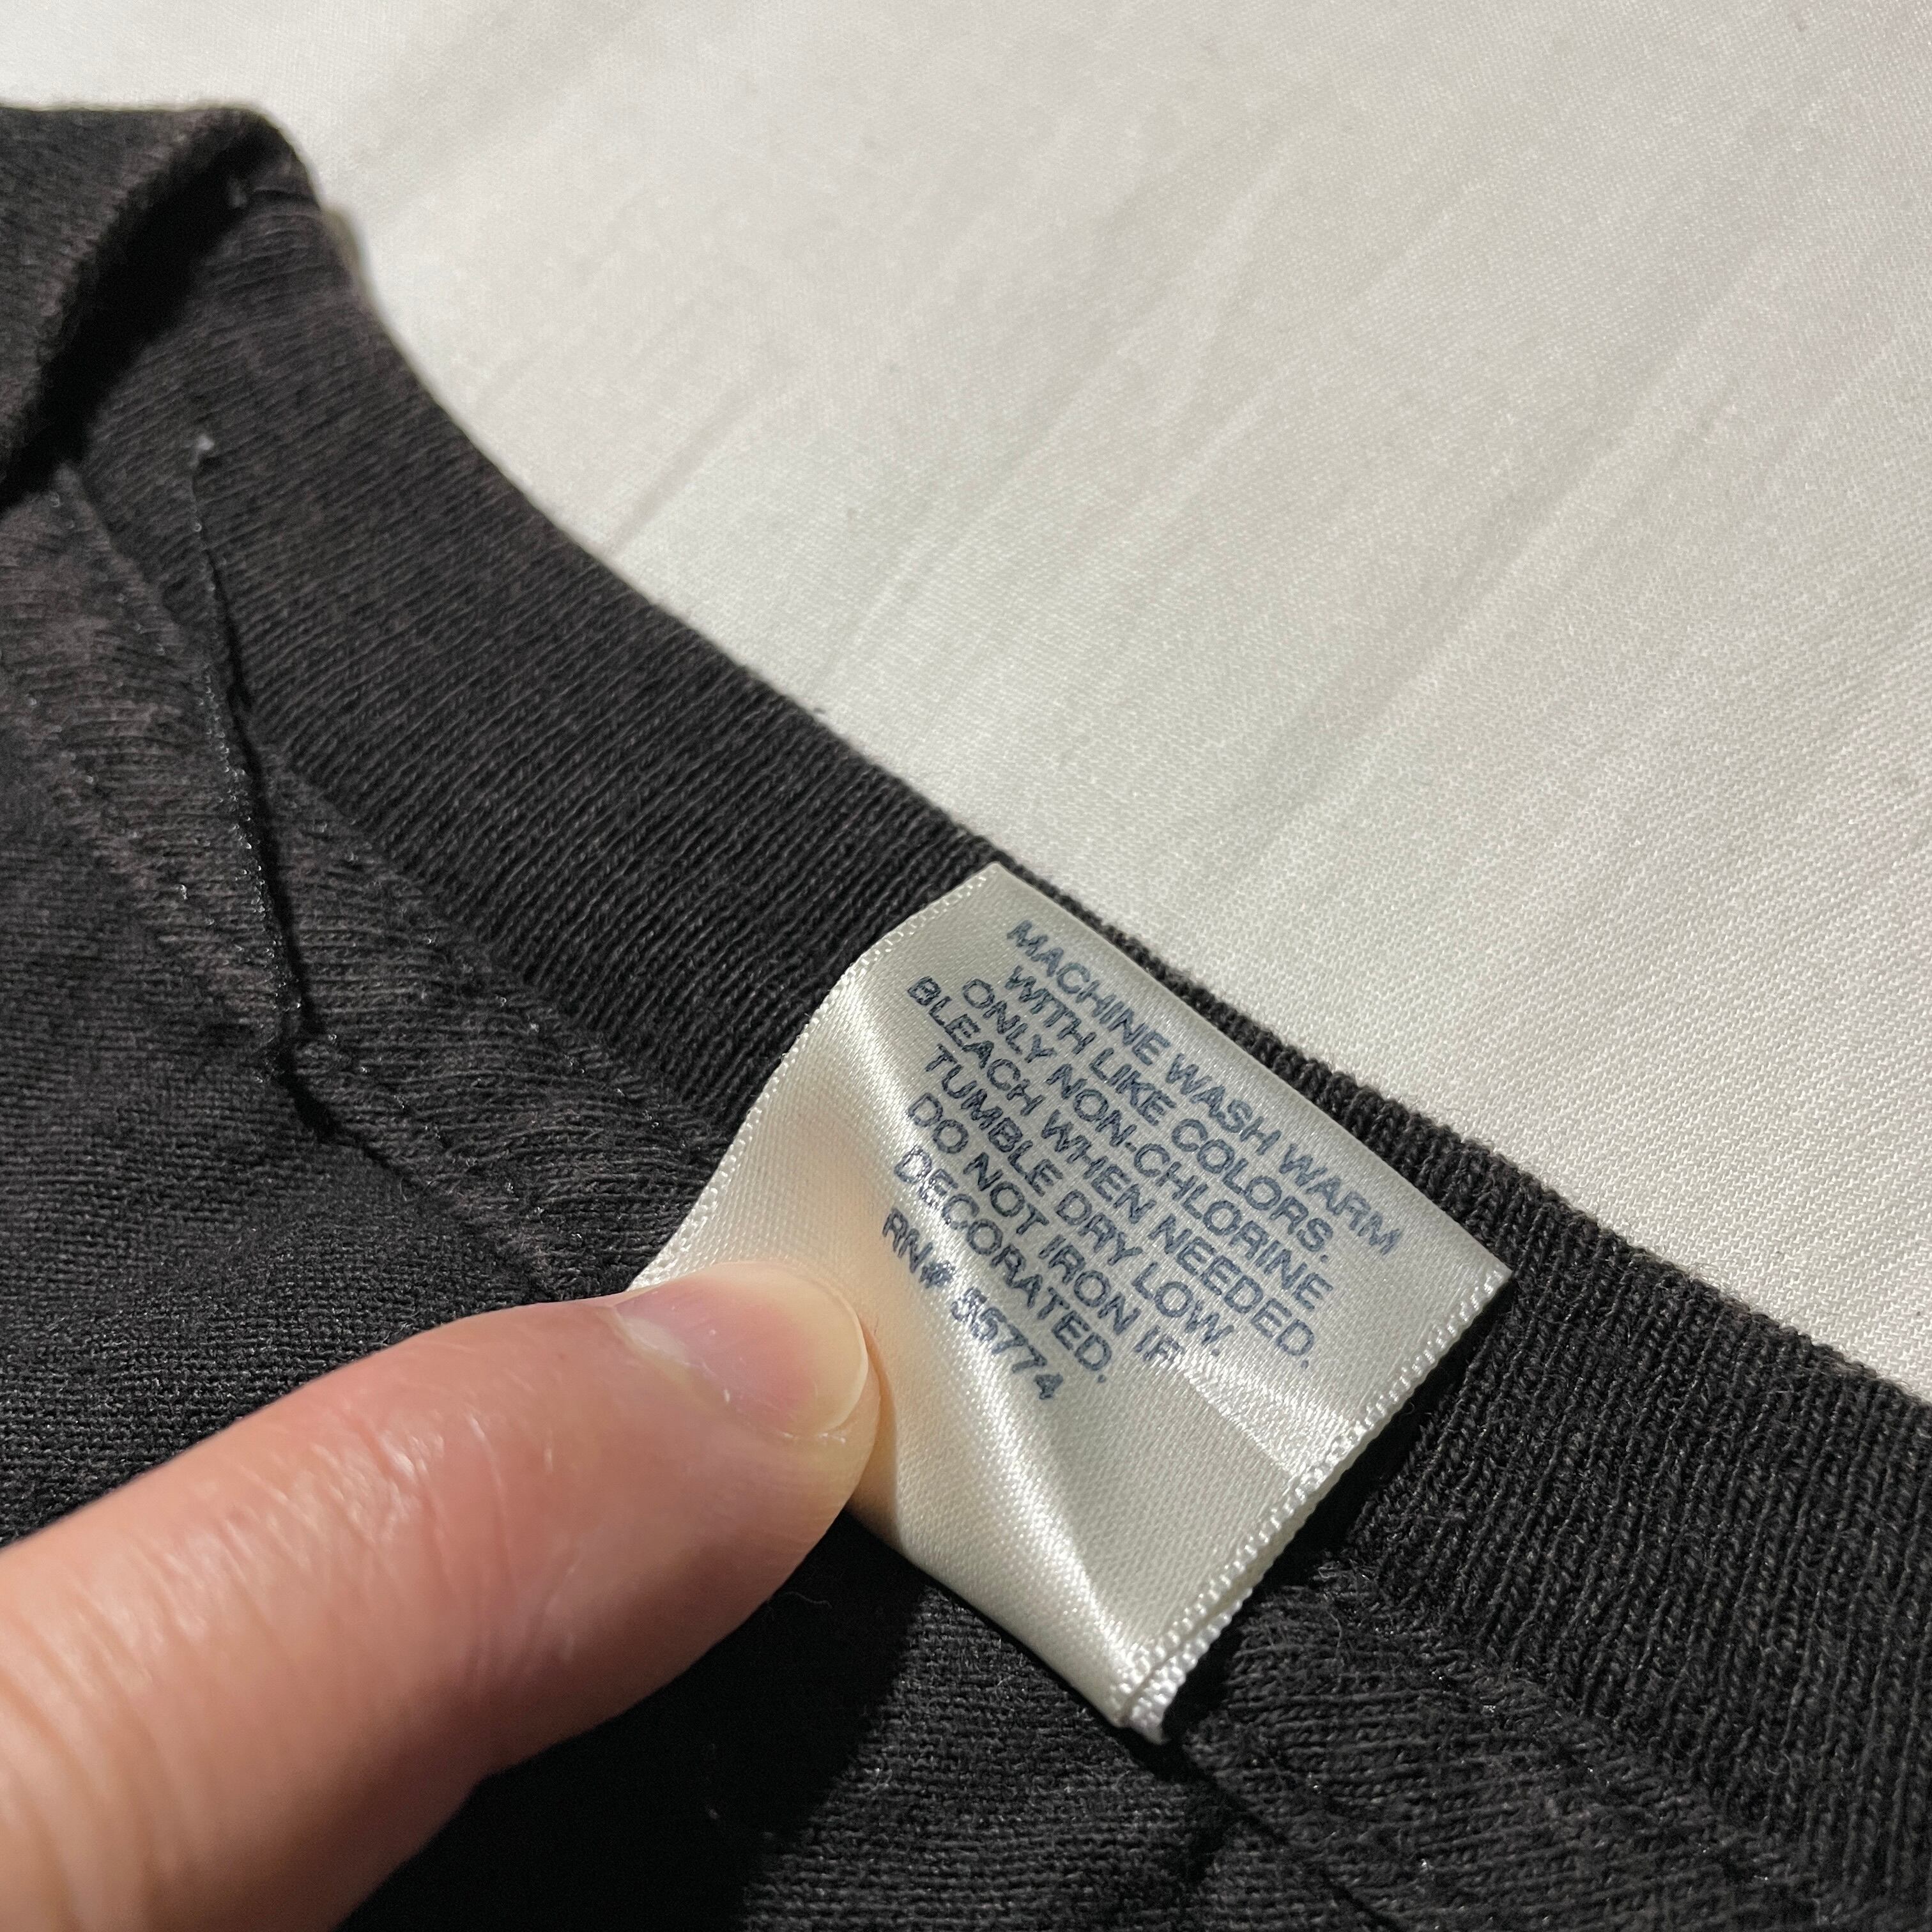 MACHINE WASH WARM
WITH LIKE COLORS.
ONLY NON-CHLORINE
BLEACH WHEN NEEDED.
TUMBLE DRY LOW.
DO NOT IRON IF
DECORATED.
RN# 55774